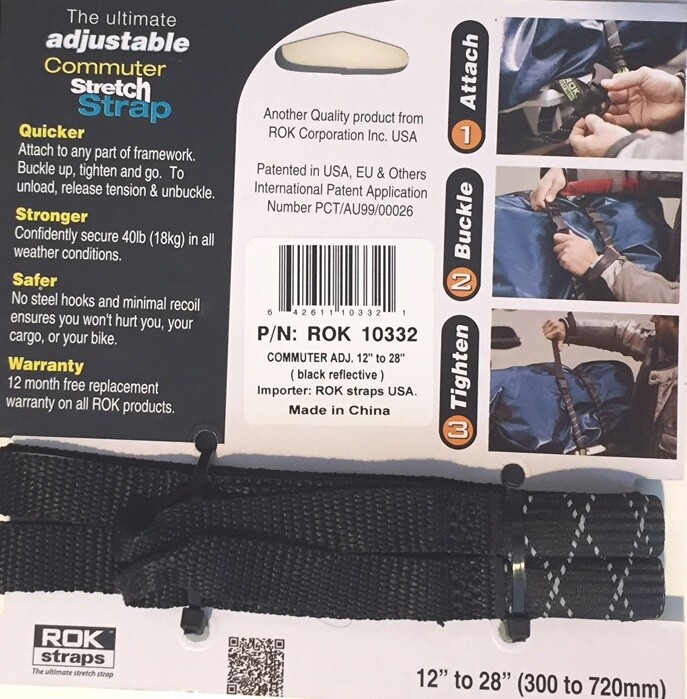 The ultimate
adjustable
Commuter
Stretch
Strap
Quicker
Attach to any part of framework.
Buckle up, tighten and go. To
unload, release tension & unbuckle.
Stronger
Confidently secure 40lb (18kg) in all
weather conditions.
Safer
No steel hooks and minimal recoil
ensures you won't hurt you, your
cargo, or your bike.
Warranty
12 month free replacement
warranty on all ROK products.
Another Quality product from
ROK Corporation Inc. USA
Patented in USA, EU & Others
International Patent Application
Number PCT/AU99/00026
6 42611 10332 1
P/N: ROK 10332
COMMUTER ADJ. 12" to 28"
( black reflective )
Importer: ROK straps USA.
Made in China
1 Attach
ROK
2 Buckle
3 Tighten
ROK
straps
The ultimate stretch strap
12" to 28" (300 to 720mm)